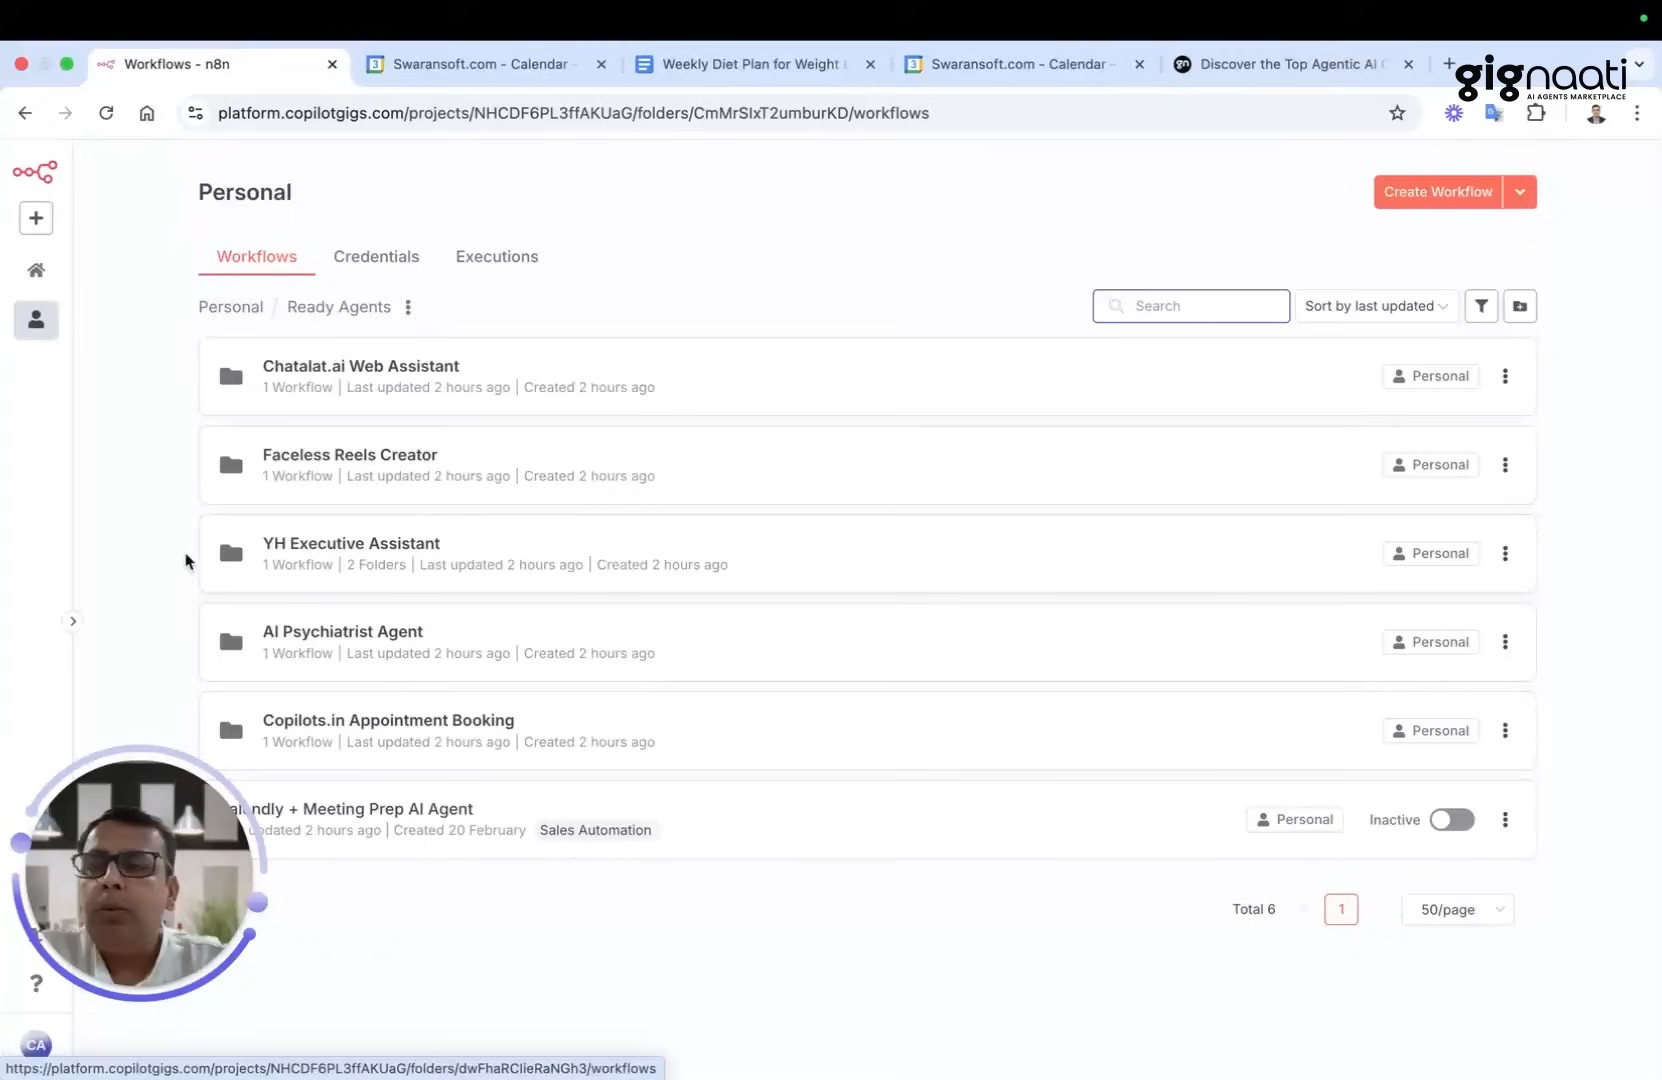 Workflows - n8n
Swaransoft.com - Calendar -
Weekly Diet Plan for Weight L
Swaransoft.com - Calendar -
Discover the Top Agentic AI C
gignaati
AI AGENTS MARKETPLACE
platform.copilotgigs.com/projects/NHCDF6PL3ffAKUaG/folders/CmMrSIxT2umburKD/workflows
Personal
Create Workflow
Workflows
Credentials
Executions
Personal / Ready Agents
Search
Sort by last updated
Chatalat.ai Web Assistant
1 Workflow | Last updated 2 hours ago | Created 2 hours ago
Personal
Faceless Reels Creator
1 Workflow | Last updated 2 hours ago | Created 2 hours ago
Personal
YH Executive Assistant
1 Workflow | 2 Folders | Last updated 2 hours ago | Created 2 hours ago
Personal
AI Psychiatrist Agent
1 Workflow | Last updated 2 hours ago | Created 2 hours ago
Personal
Copilots.in Appointment Booking
1 Workflow | Last updated 2 hours ago | Created 2 hours ago
Personal
alendly + Meeting Prep AI Agent
pdated 2 hours ago | Created 20 February
Sales Automation
Personal
Inactive
Total 6
1
50/page
?
CA
https://platform.copilotgigs.com/projects/NHCDF6PL3ffAKUaG/folders/dwFhaRClieRaNGh3/workflows